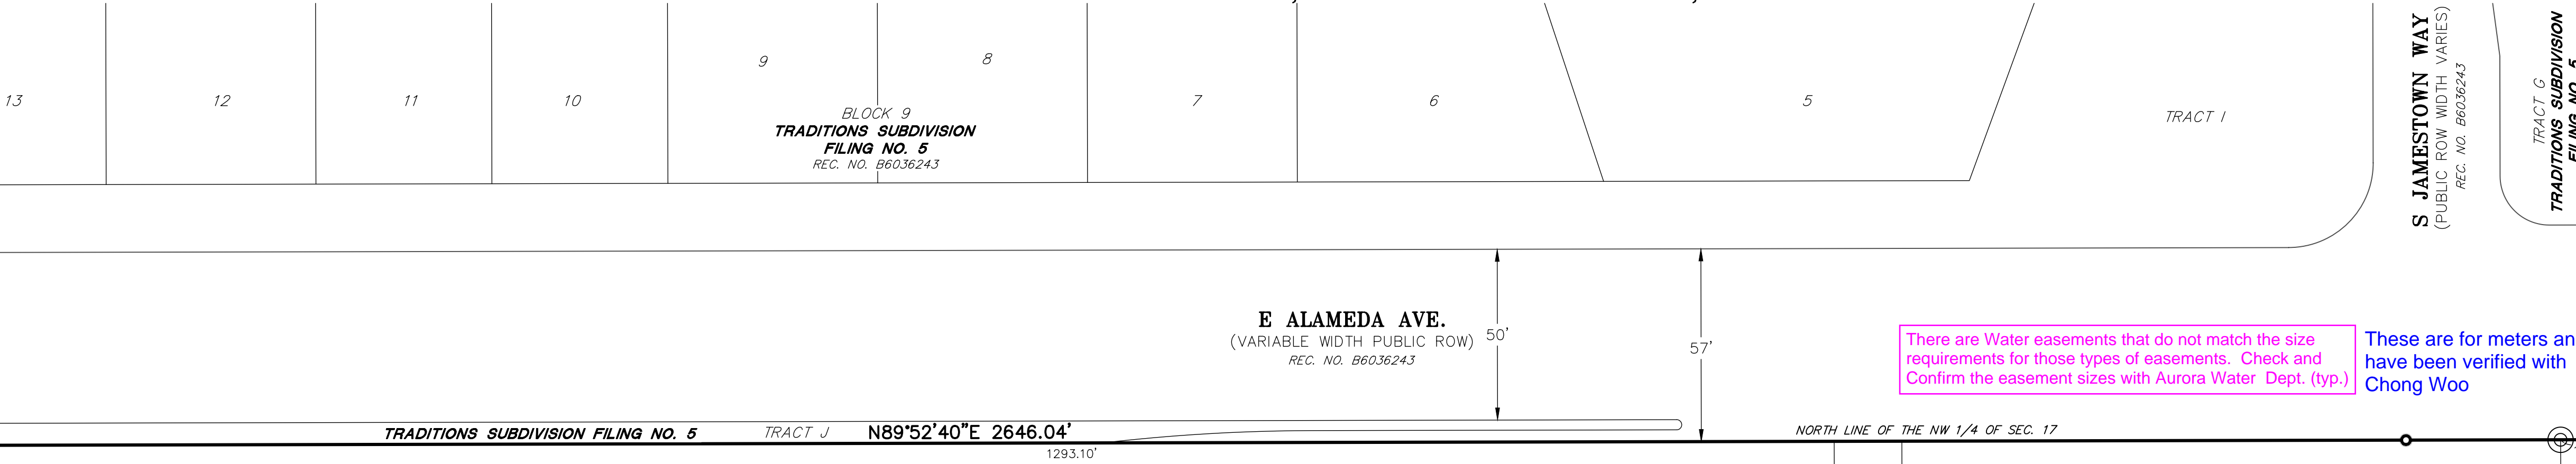 13
12
11
10
9
8
7
6
5
BLOCK 9
TRADITIONS SUBDIVISION
FILING NO. 5
REC. NO. B6036243
TRACT I
S JAMESTOWN WAY
(PUBLIC ROW WIDTH VARIES)
REC. NO. B6036243
TRACT G
TRADITIONS SUBDIVISION
FILING NO. 5
E ALAMEDA AVE.
(VARIABLE WIDTH PUBLIC ROW)
REC. NO. B6036243
50'
57'
There are Water easements that do not match the size
requirements for those types of easements. Check and
Confirm the easement sizes with Aurora Water Dept. (typ.)
These are for meters an
have been verified with
Chong Woo
TRADITIONS SUBDIVISION FILING NO. 5
TRACT J
N89°52'40"E 2646.04'
1293.10'
NORTH LINE OF THE NW 1/4 OF SEC. 17